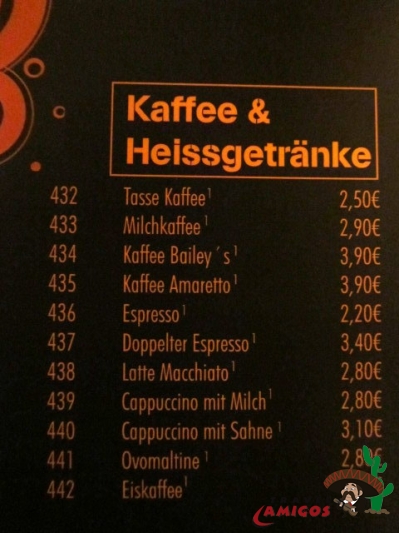 Kaffee &
Heissgetränke
432 Tasse Kaffee¹ 2,50€
433 Milchkaffee¹ 2,90€
434 Kaffee Bailey´s¹ 3,90€
435 Kaffee Amaretto¹ 3,90€
436 Espresso¹ 2,20€
437 Doppelter Espresso¹ 3,40€
438 Latte Macchiato¹ 2,80€
439 Cappuccino mit Milch¹ 2,80€
440 Cappuccino mit Sahne¹ 3,10€
441 Ovomaltine¹
442 Eiskaffee¹
AMIGOS